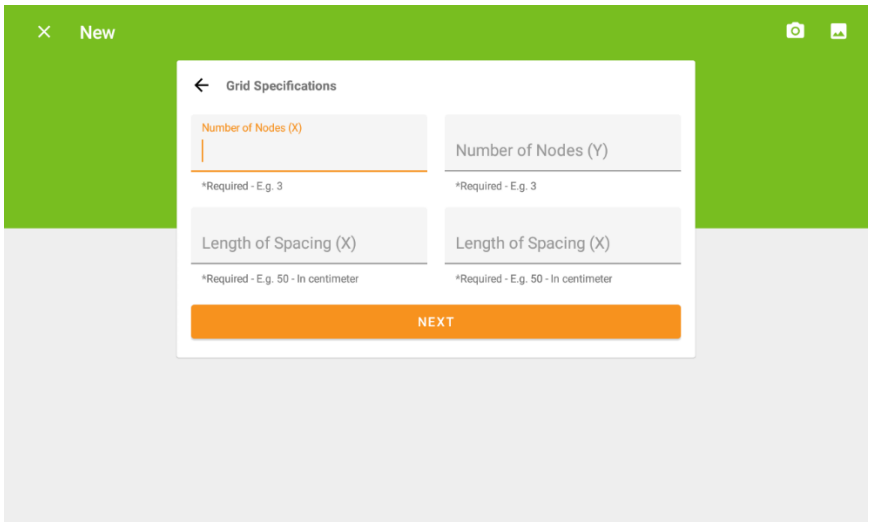 New
Grid Specifications
Number of Nodes (X)
Number of Nodes (Y)
*Required - E.g. 3
*Required - E.g. 3
Length of Spacing (X)
Length of Spacing (X)
*Required - E.g. 50 - In centimeter
*Required - E.g. 50 - In centimeter
NEXT